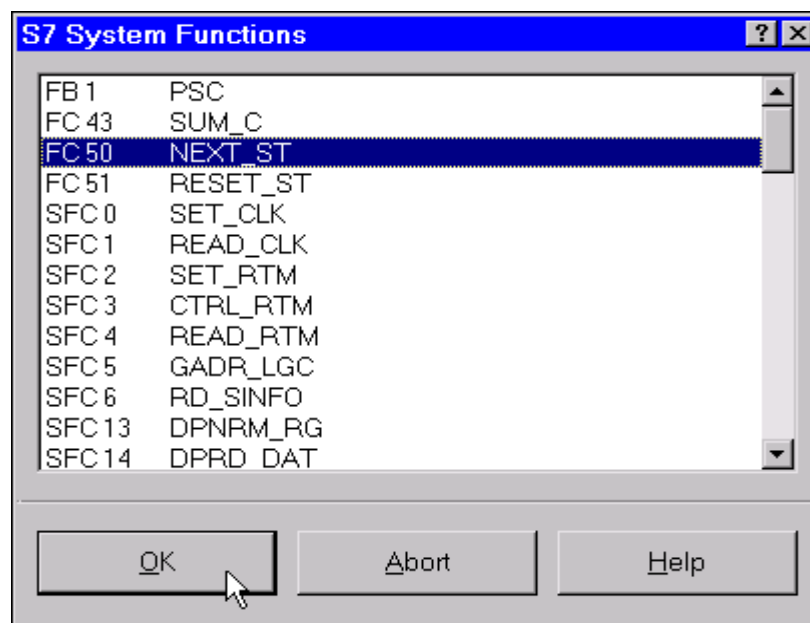 S7 System Functions
FB 1 PSC
FC 43 SUM_C
FC 50 NEXT_ST
FC 51 RESET_ST
SFC 0 SET_CLK
SFC 1 READ_CLK
SFC 2 SET_RTM
SFC 3 CTRL_RTM
SFC 4 READ_RTM
SFC 5 GADR_LGC
SFC 6 RD_SINFO
SFC 13 DPNRM_RG
SFC 14 DPRD_DAT
OK Abort Help